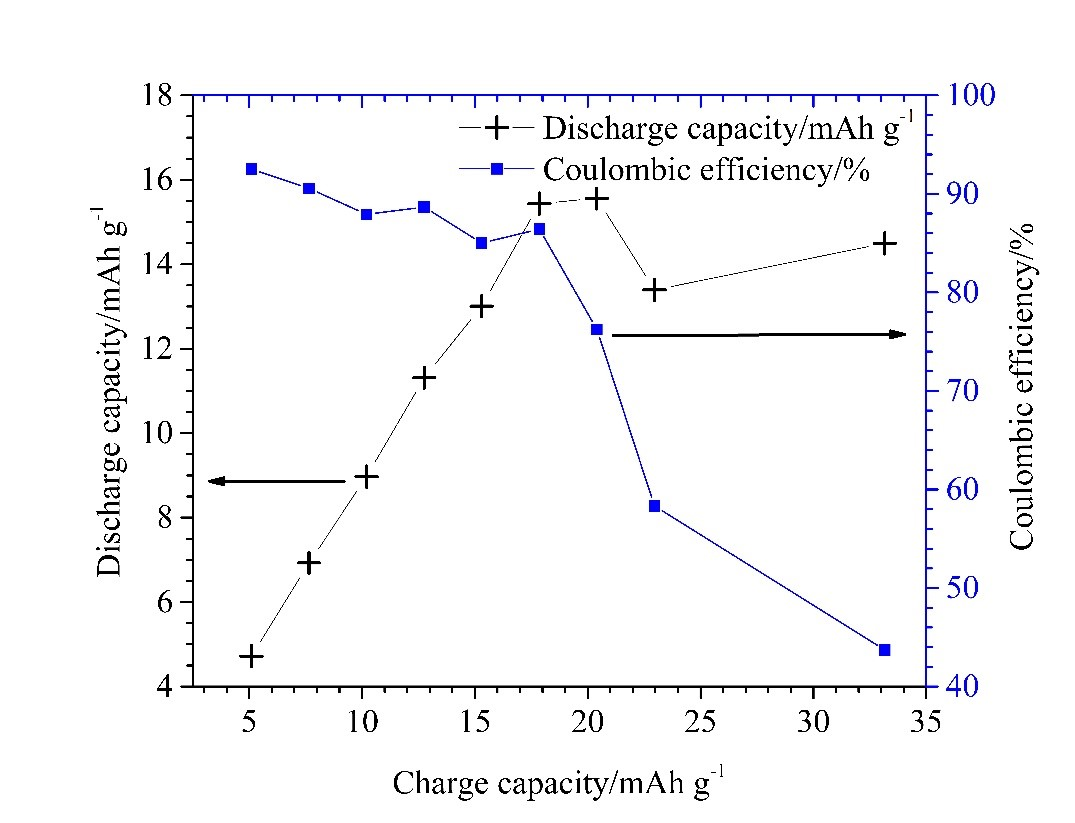 18
16
14
12
10
8
6
4
Discharge capacity/mAh g⁻¹
Discharge capacity/mAh g⁻¹
Coulombic efficiency/%
100
90
80
70
60
50
40
Coulombic efficiency/%
5 10 15 20 25 30 35
Charge capacity/mAh g⁻¹